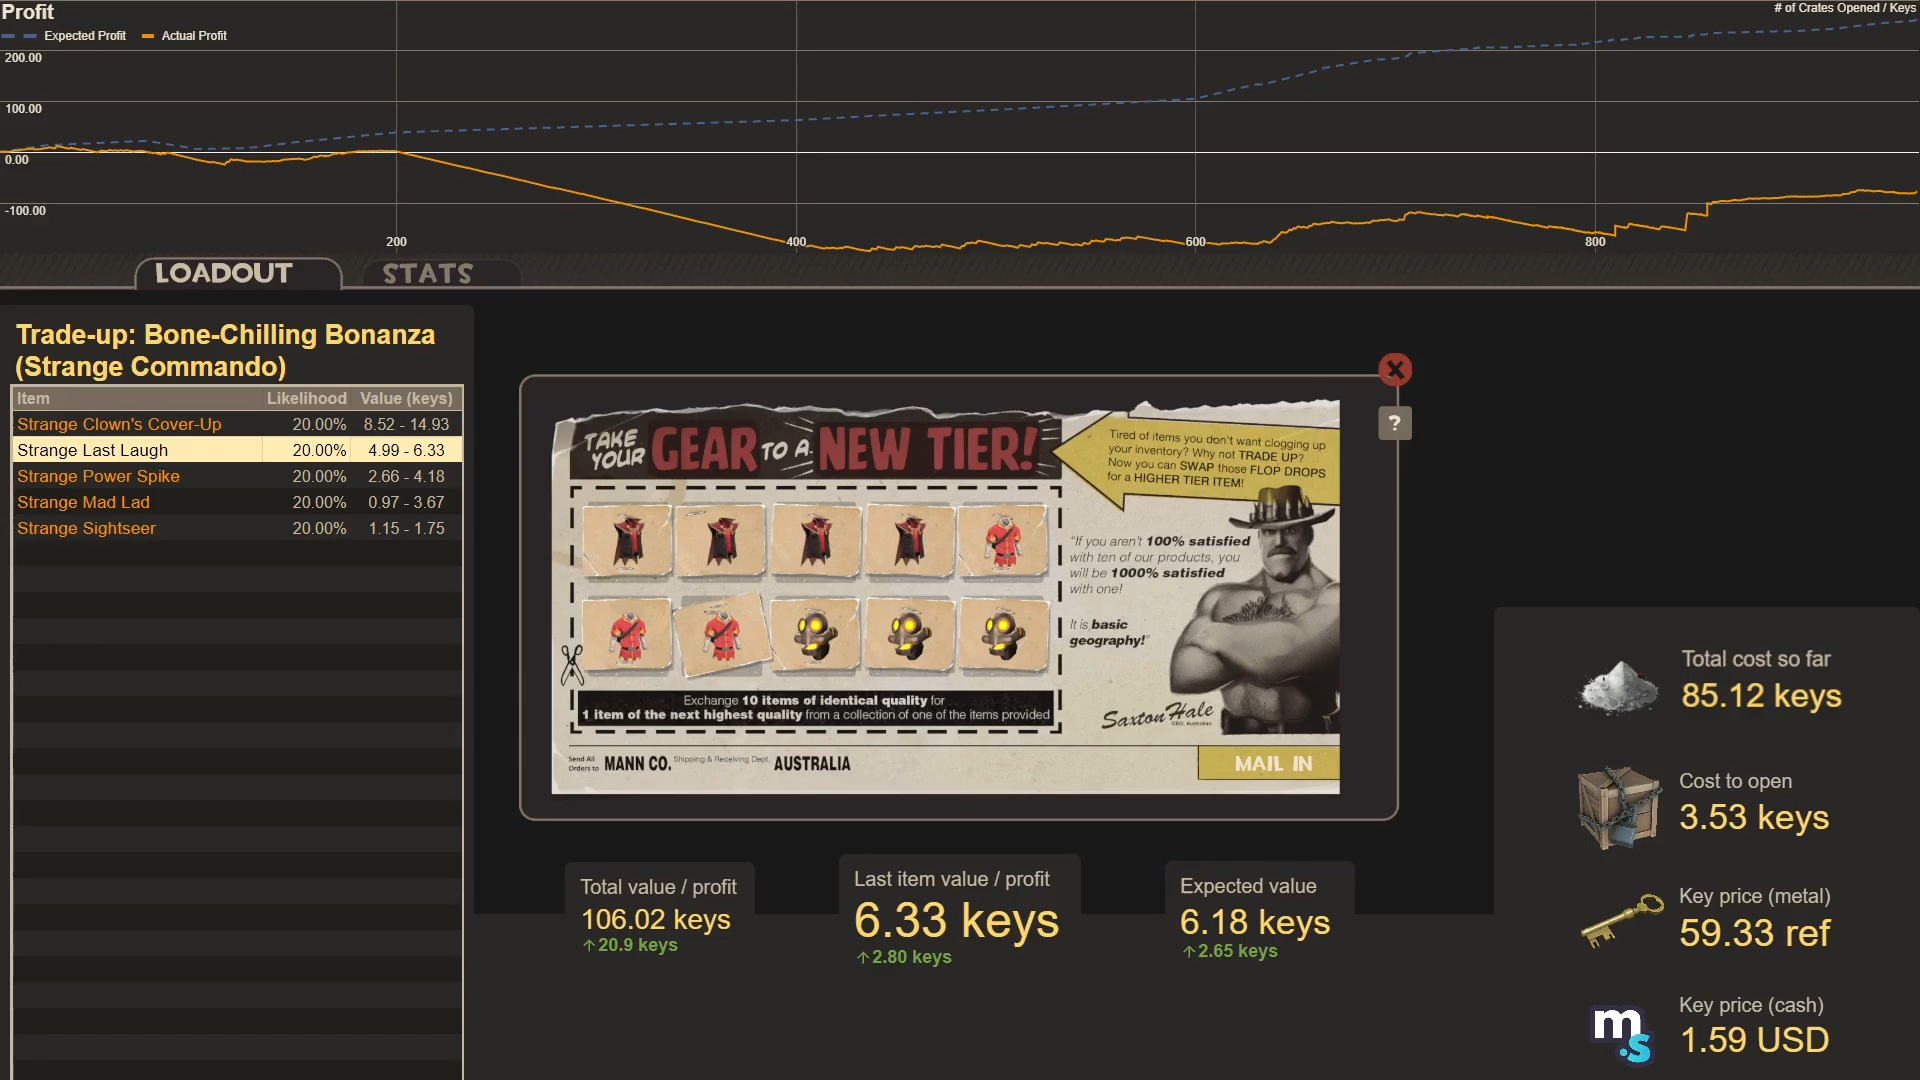 Profit
# of Crates Opened / Keys
Expected Profit
Actual Profit
200.00
100.00
0.00
-100.00
200
400
600
800
LOADOUT
STATS
Trade-up: Bone-Chilling Bonanza
(Strange Commando)
Item Likelihood Value (keys)
Strange Clown's Cover-Up 20.00% 8.52 - 14.93
Strange Last Laugh 20.00% 4.99 - 6.33
Strange Power Spike 20.00% 2.66 - 4.18
Strange Mad Lad 20.00% 0.97 - 3.67
Strange Sightseer 20.00% 1.15 - 1.75
?
TAKE YOUR GEAR TO A NEW TIER!
Tired of items you don't want clogging up
your inventory? Why not TRADE UP?
Now you can SWAP those FLOP DROPS
for a HIGHER TIER ITEM!
"If you aren't 100% satisfied
with ten of our products, you
will be 1000% satisfied
with one!
It is basic
geography!"
Exchange 10 items of identical quality for
1 item of the next highest quality from a collection of one of the items provided
Saxton Hale
CEO, Australian
Send All
Orders to
MANN CO. Shipping & Receiving Dept. AUSTRALIA
MAIL IN
Total value / profit
106.02 keys
↑20.9 keys
Last item value / profit
6.33 keys
↑2.80 keys
Expected value
6.18 keys
↑2.65 keys
Total cost so far
85.12 keys
Cost to open
3.53 keys
Key price (metal)
59.33 ref
Key price (cash)
1.59 USD
m.s